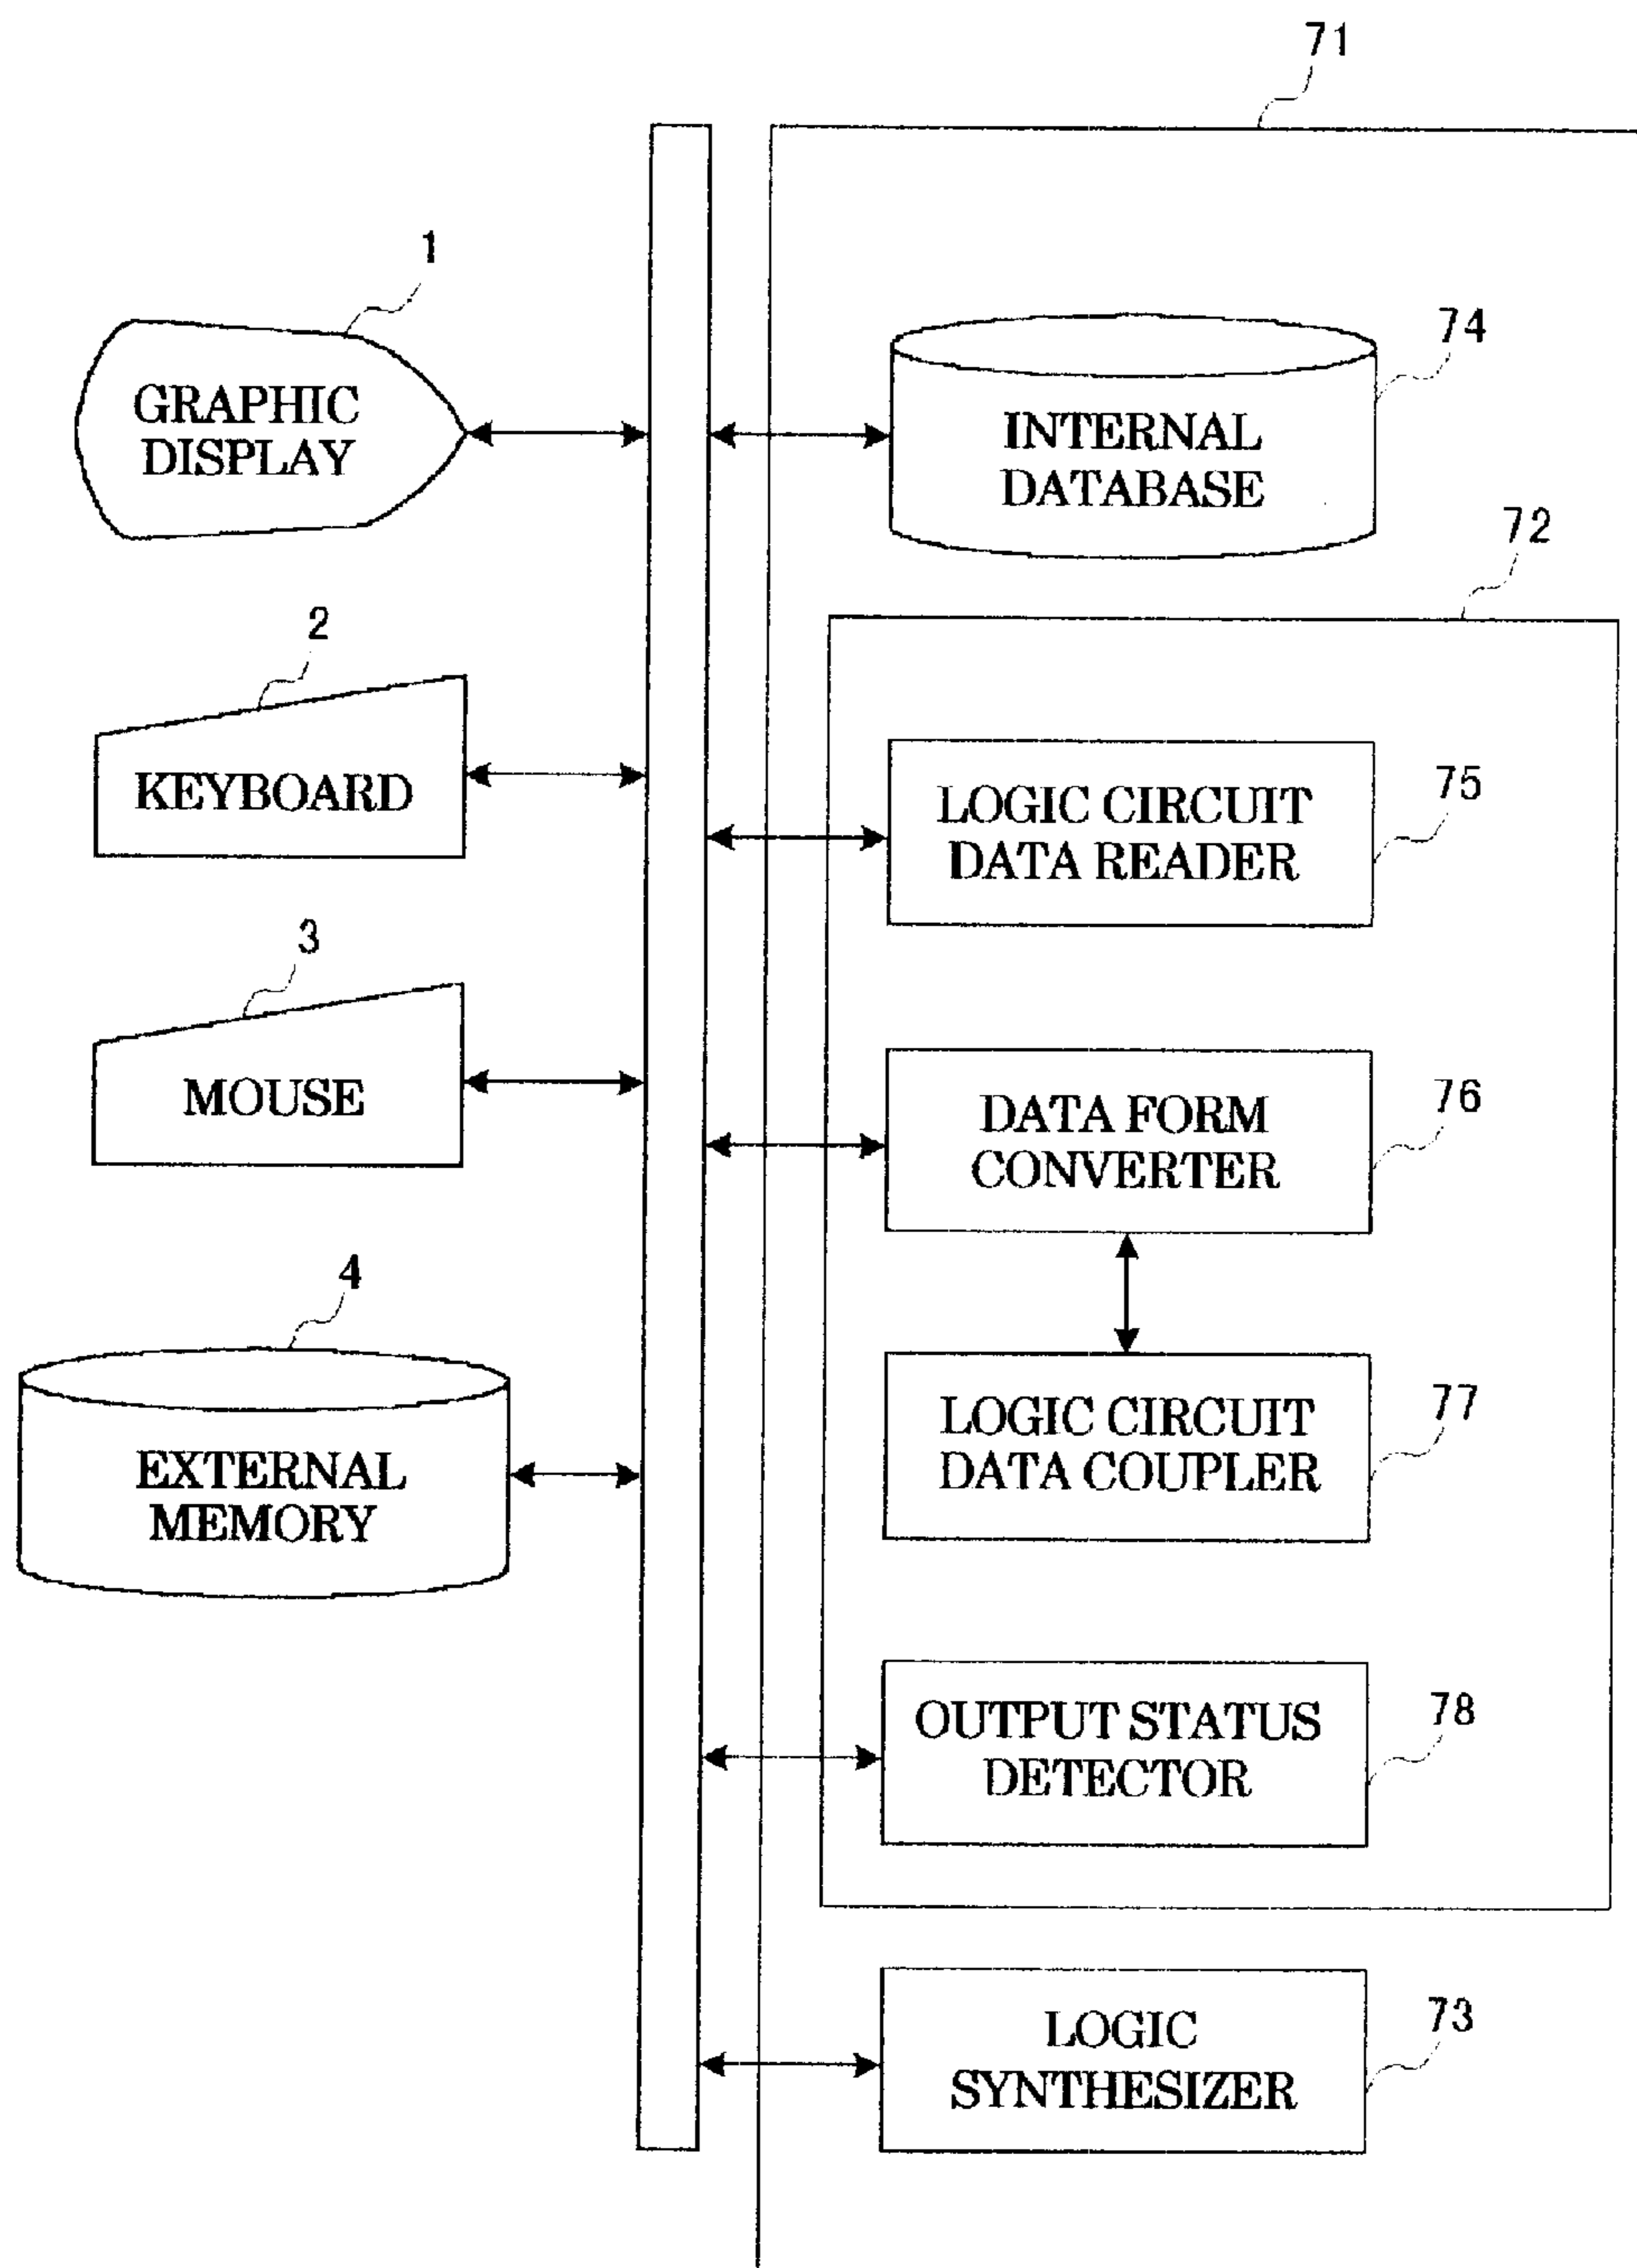 71
1
GRAPHIC
DISPLAY
74
INTERNAL
DATABASE
72
2
KEYBOARD
75
LOGIC CIRCUIT
DATA READER
3
MOUSE
76
DATA FORM
CONVERTER
4
EXTERNAL
MEMORY
77
LOGIC CIRCUIT
DATA COUPLER
78
OUTPUT STATUS
DETECTOR
73
LOGIC
SYNTHESIZER